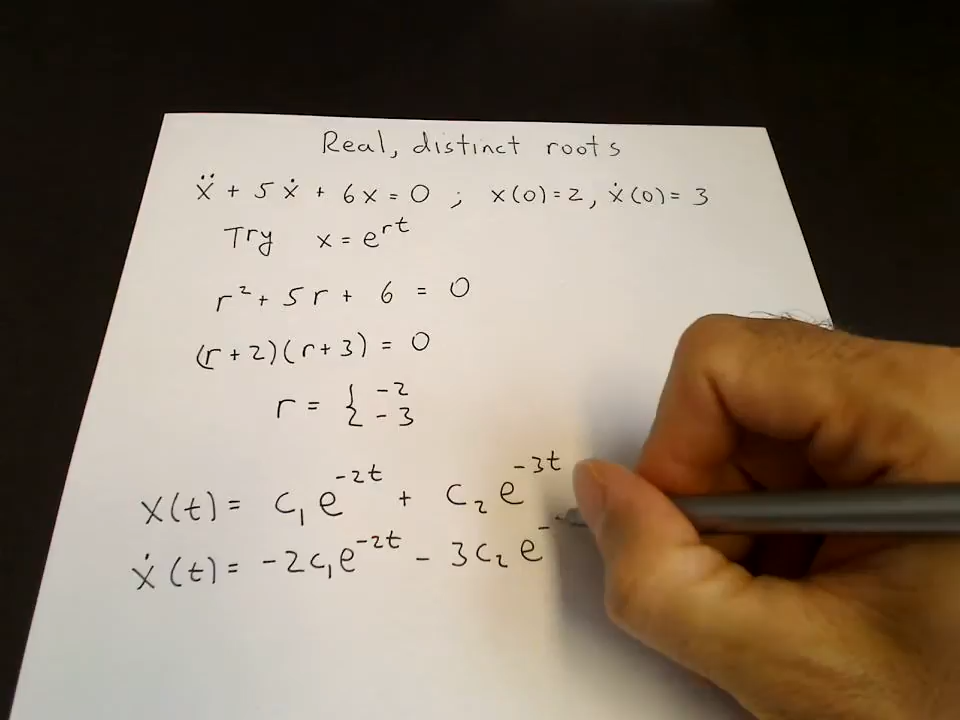 Real, distinct roots
ẍ + 5ẋ + 6x = 0 ; x(0)=2, ẋ(0)= 3
Try x = e^{rt}
r² + 5r + 6 = 0
(r+2)(r+3) = 0
r = { -2
-3
x(t) = c₁e^{-2t} + c₂e^{-3t}
ẋ(t) = -2c₁e^{-2t} - 3c₂e^{-